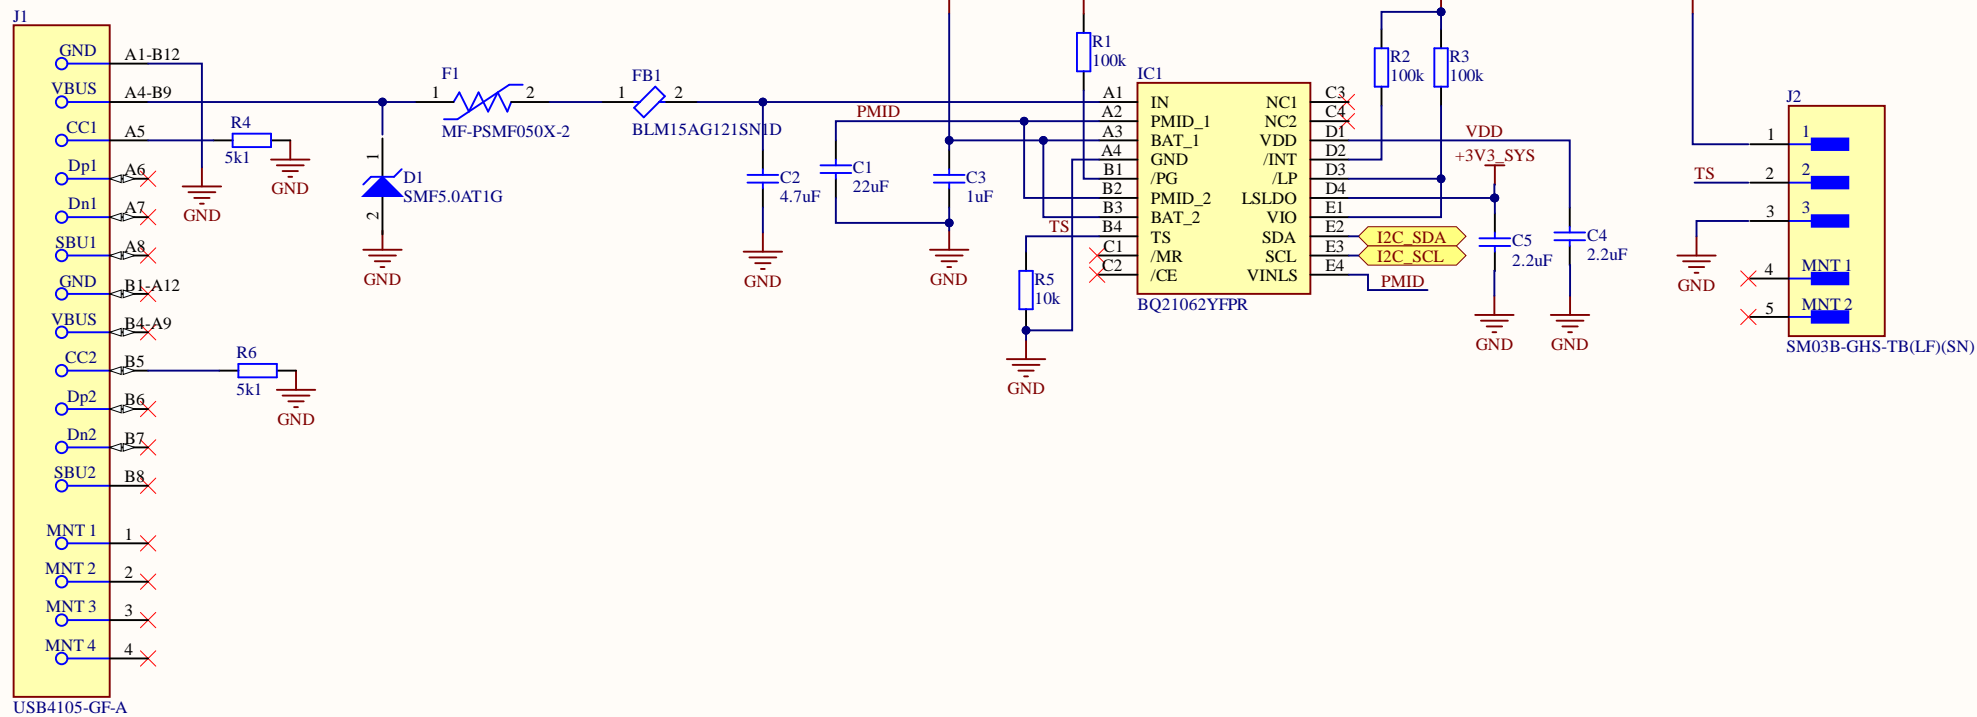 J1
GND A1-B12
VBUS A4-B9
CC1 A5
Dp1 A6
Dn1 A7
SBU1 A8
GND B1-A12
VBUS B4-A9
CC2 B5
Dp2 B6
Dn2 B7
SBU2 B8
MNT 1 1
MNT 2 2
MNT 3 3
MNT 4 4
USB4105-GF-A
GND
R4
5k1
GND
R6
5k1
GND
F1
1 2
MF-PSMF050X-2
1
D1
SMF5.0AT1G
2
GND
FB1
1 2
BLM15AG121SN1D
C2
4.7uF
GND
PMID
C1
22uF
C3
1uF
GND
R1
100k
TS
R5
10k
GND
IC1
A1 IN
A2 PMID_1
A3 BAT_1
A4 GND
B1 /PG
B2 PMID_2
B3 BAT_2
B4 TS
C1 /MR
C2 /CE
NC1 C3
NC2 C4
VDD D1
/INT D2
/LP D3
LSLDO D4
VIO E1
SDA E2
SCL E3
VINLS E4
BQ21062YFPR
R2
100k
R3
100k
VDD
+3V3_SYS
I2C_SDA
I2C_SCL
PMID
C5
2.2uF
GND
C4
2.2uF
GND
J2
1 1
TS 2 2
3 3
GND
4 MNT 1
5 MNT 2
SM03B-GHS-TB(LF)(SN)